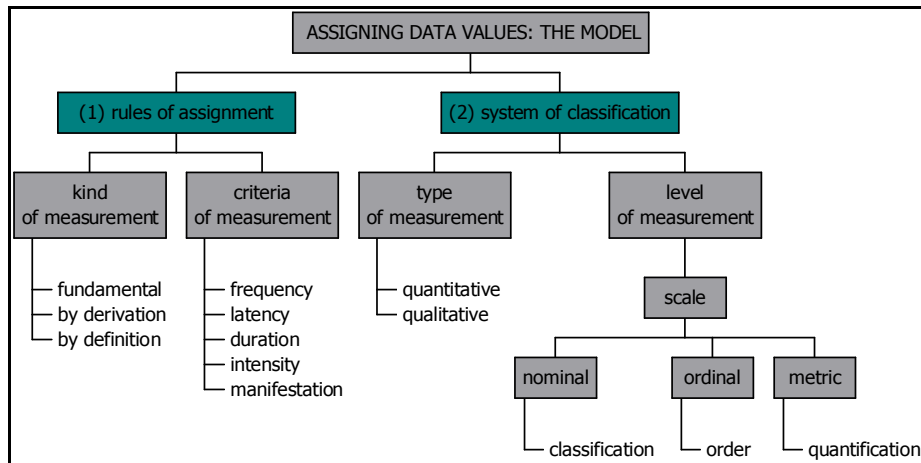 ASSIGNING DATA VALUES: THE MODEL
(1) rules of assignment
(2) system of classification
kind
of measurement
criteria
of measurement
type
of measurement
level
of measurement
fundamental
by derivation
by definition
frequency
latency
duration
intensity
manifestation
quantitative
qualitative
scale
nominal
ordinal
metric
classification
order
quantification